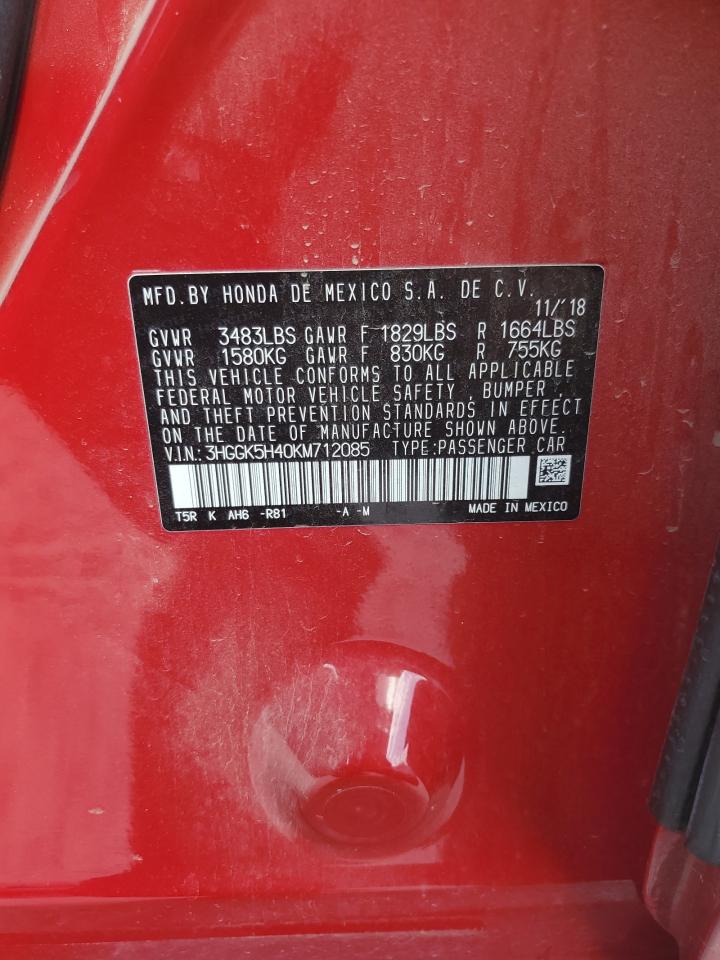 MFD.BY HONDA DE MEXICO S.A. DE C.V.
11/'18
GVWR 3483LBS GAWR F 1829LBS R 1664LBS
GVWR 1580KG GAWR F 830KG R 755KG
THIS VEHICLE CONFORMS TO ALL APPLICABLE
FEDERAL MOTOR VEHICLE SAFETY , BUMPER ,
AND THEFT PREVENTION STANDARDS IN EFFECT
ON THE DATE OF MANUFACTURE SHOWN ABOVE.
V.I.N.:3HGGK5H40KM712085 TYPE:PASSENGER CAR
T5R K AH6 -R81 -A -M MADE IN MEXICO